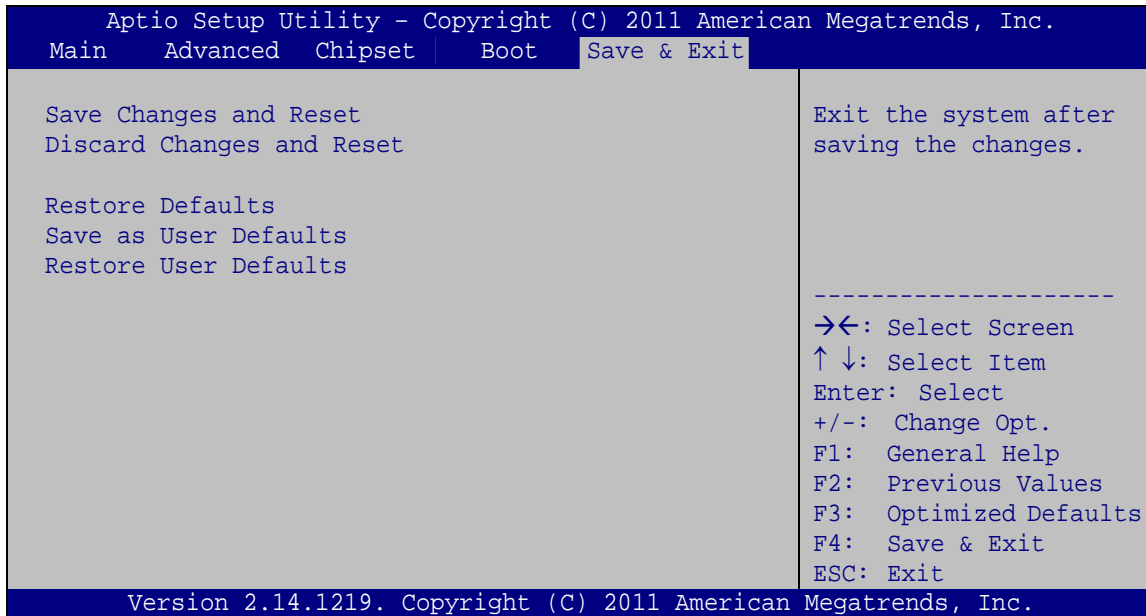 Aptio Setup Utility – Copyright (C) 2011 American Megatrends, Inc.
Main Advanced Chipset Boot Save & Exit
Save Changes and Reset
Discard Changes and Reset
Restore Defaults
Save as User Defaults
Restore User Defaults
Exit the system after
saving the changes.
---------------------
→←: Select Screen
↑ ↓: Select Item
Enter: Select
+/-: Change Opt.
F1: General Help
F2: Previous Values
F3: Optimized Defaults
F4: Save & Exit
ESC: Exit
Version 2.14.1219. Copyright (C) 2011 American Megatrends, Inc.